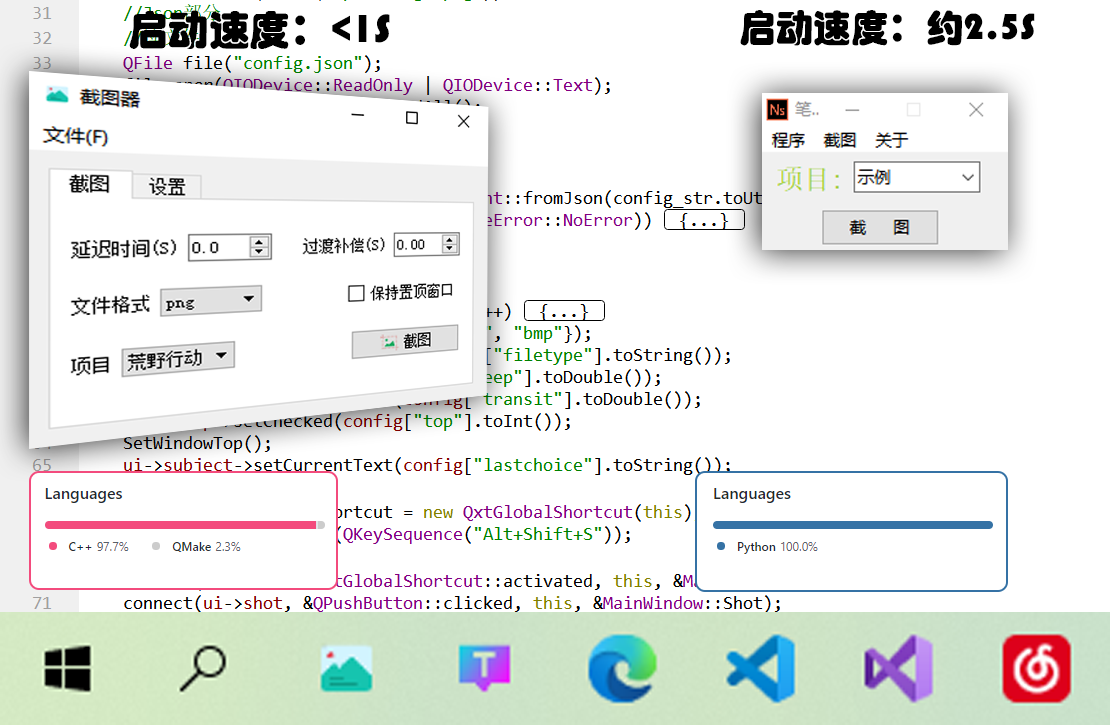 31
//Json部分
启动速度：<1S
启动速度：约2.5S
32
33
QFile file("config.json");
QIODevice::ReadOnly | QIODevice::Text);
截图器
文件(F)
截图
设置
延迟时间(S)
0.0
过渡补偿(S)
0.00
文件格式
png
保持置顶窗口
项目
荒野行动
截图
Ns
笔..
程序
截图
关于
项目：
示例
截 图
nt::fromJson(config_str.toUt
eError::NoError)) {...}
++) {...}
", "bmp"});
["filetype"].toString());
eep"].toDouble());
config["transit"].toDouble());
setChecked(config["top"].toInt());
SetWindowTop();
65
ui->subject->setCurrentText(config["lastchoice"].toString());
ortcut = new QxtGlobalShortcut(this)
(QKeySequence("Alt+Shift+S"));
tGlobalShortcut::activated, this, &M
71
connect(ui->shot, &QPushButton::clicked, this, &MainWindow::Shot);
Languages
C++ 97.7%
QMake 2.3%
Languages
Python 100.0%
T